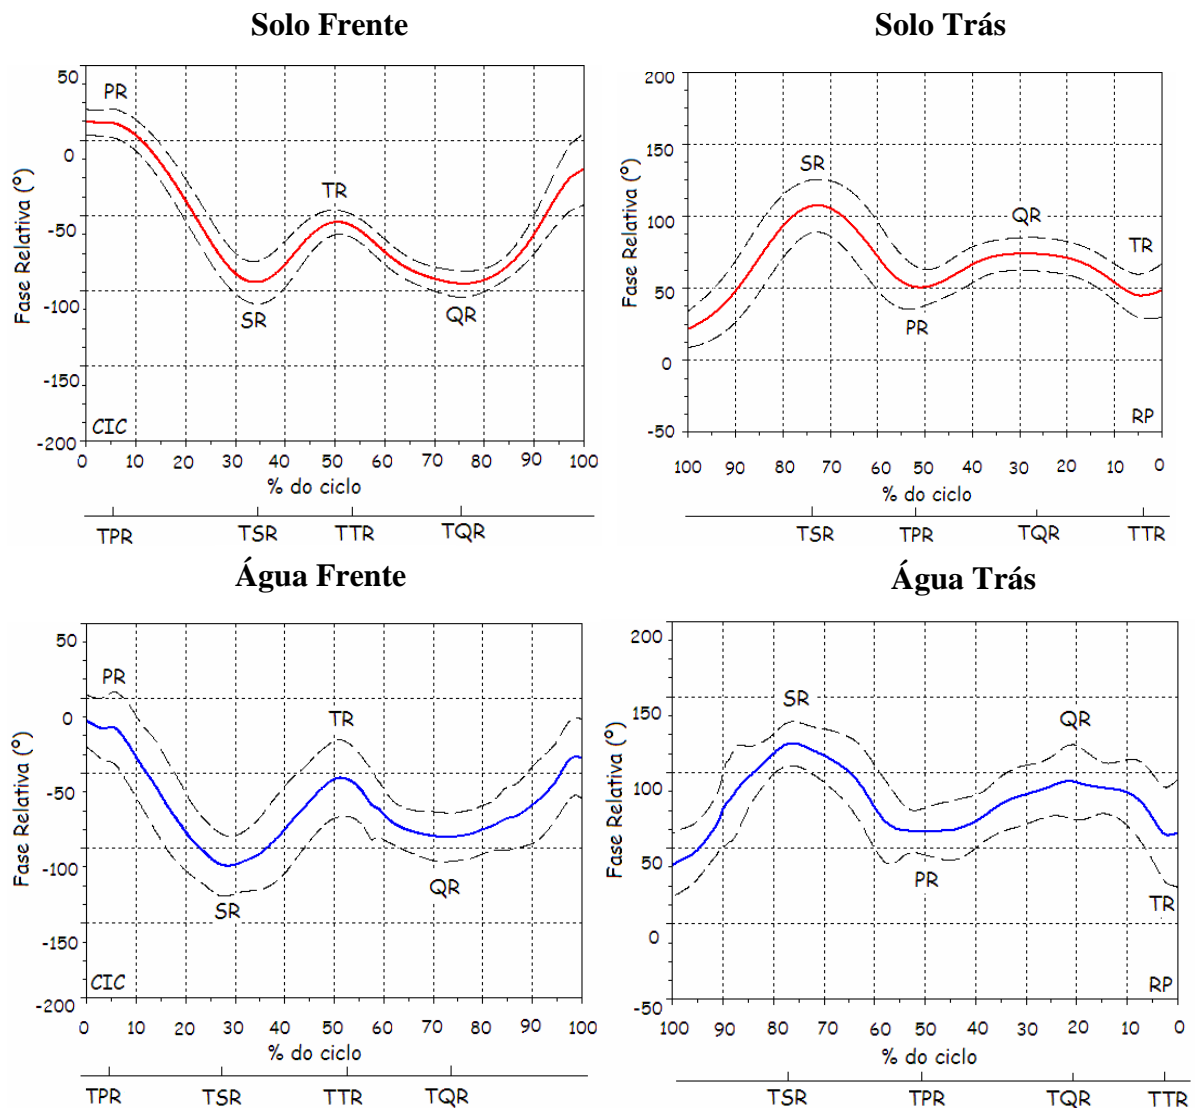 Solo Frente
50
0
-50
-100
-150
-200
Fase Relativa (°)
PR
SR
TR
QR
CIC
0 10 20 30 40 50 60 70 80 90 100
% do ciclo
TPR TSR TTR TQR
Solo Trás
200
150
100
50
0
-50
Fase Relativa (°)
SR
PR
QR
TR
RP
100 90 80 70 60 50 40 30 20 10 0
% do ciclo
TSR TPR TQR TTR
Água Frente
50
0
-50
-100
-150
-200
Fase Relativa (°)
PR
SR
TR
QR
CIC
0 10 20 30 40 50 60 70 80 90 100
% do ciclo
TPR TSR TTR TQR
Água Trás
200
150
100
50
0
-50
Fase Relativa (°)
SR
PR
QR
TR
RP
100 90 80 70 60 50 40 30 20 10 0
% do ciclo
TSR TPR TQR TTR